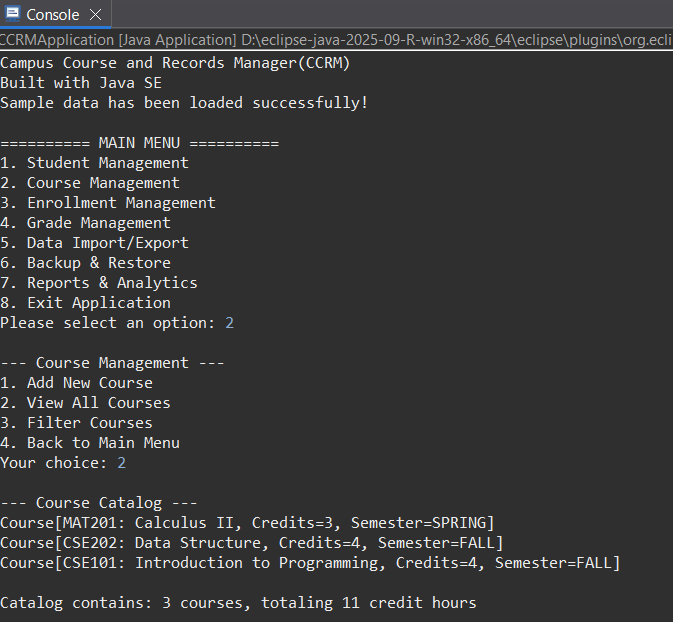 Console
CCRMApplication [Java Application] D:\eclipse-java-2025-09-R-win32-x86_64\eclipse\plugins\org.ecli
Campus Course and Records Manager(CCRM)
Built with Java SE
Sample data has been loaded successfully!
========== MAIN MENU ==========
1. Student Management
2. Course Management
3. Enrollment Management
4. Grade Management
5. Data Import/Export
6. Backup & Restore
7. Reports & Analytics
8. Exit Application
Please select an option: 2
--- Course Management ---
1. Add New Course
2. View All Courses
3. Filter Courses
4. Back to Main Menu
Your choice: 2
--- Course Catalog ---
Course[MAT201: Calculus II, Credits=3, Semester=SPRING]
Course[CSE202: Data Structure, Credits=4, Semester=FALL]
Course[CSE101: Introduction to Programming, Credits=4, Semester=FALL]
Catalog contains: 3 courses, totaling 11 credit hours